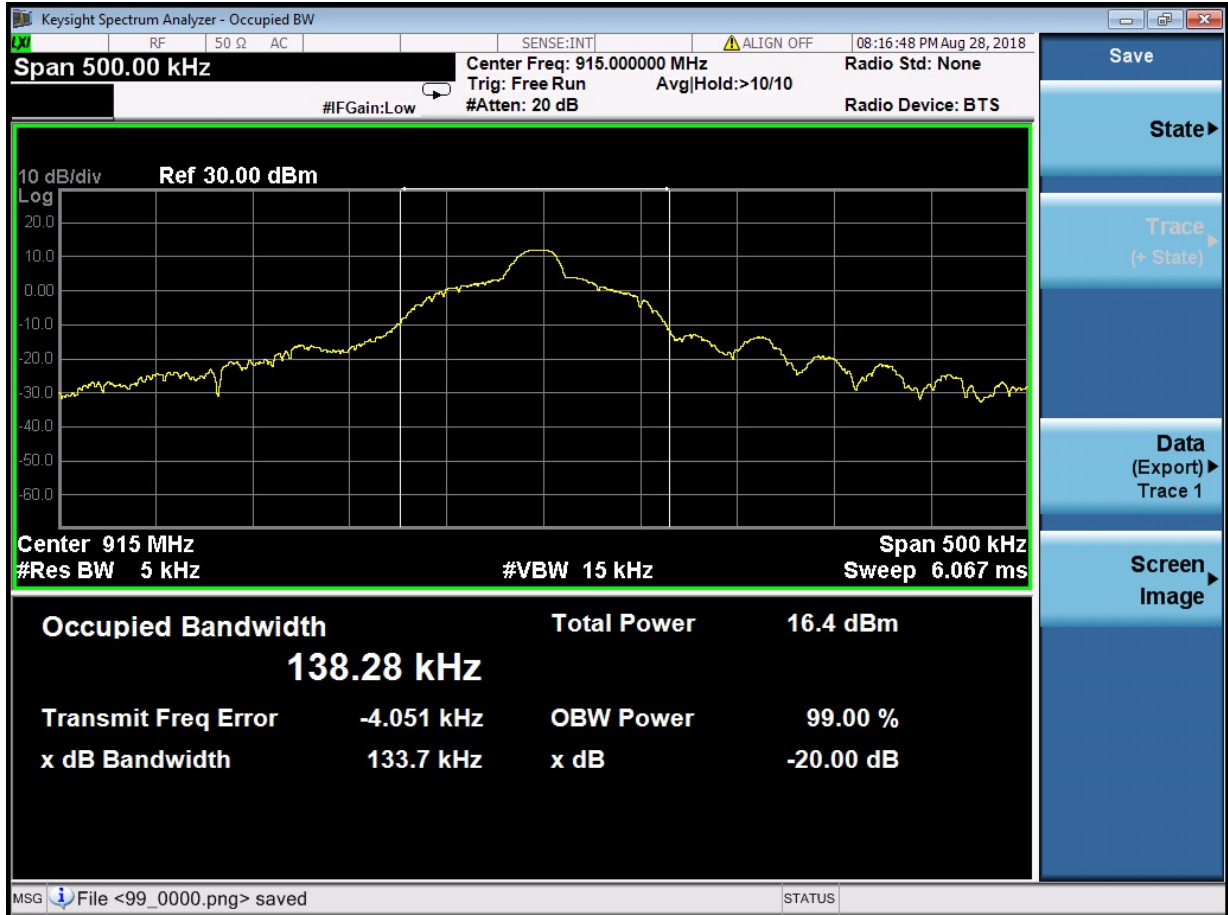 Keysight Spectrum Analyzer - Occupied BW
LXI RF 50 Ω AC SENSE:INT ALIGN OFF 08:16:48 PM Aug 28, 2018
Span 500.00 kHz
Center Freq: 915.000000 MHz
Radio Std: None
Trig: Free Run Avg|Hold:>10/10
#IFGain:Low #Atten: 20 dB Radio Device: BTS
10 dB/div Ref 30.00 dBm
Log
20.0
10.0
0.00
-10.0
-20.0
-30.0
-40.0
-50.0
-60.0
Center 915 MHz Span 500 kHz
#Res BW 5 kHz #VBW 15 kHz Sweep 6.067 ms
Occupied Bandwidth Total Power 16.4 dBm
138.28 kHz
Transmit Freq Error -4.051 kHz OBW Power 99.00 %
x dB Bandwidth 133.7 kHz x dB -20.00 dB
MSG File <99_0000.png> saved STATUS
Save
State
Trace
(+ State)
Data
(Export)
Trace 1
Screen
Image